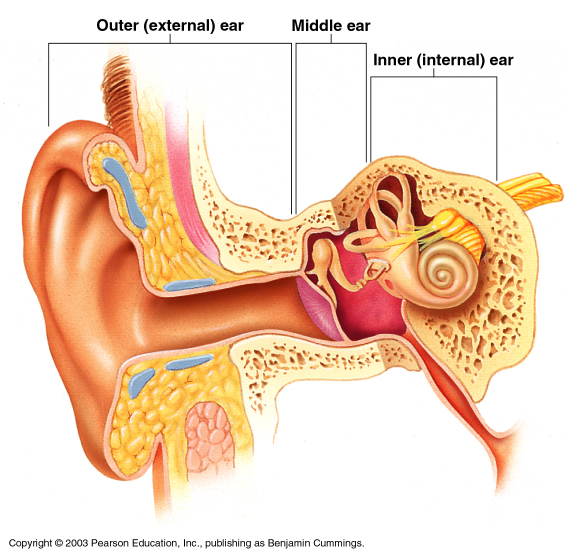 Outer (external) ear
Middle ear
Inner (internal) ear
Copyright © 2003 Pearson Education, Inc., publishing as Benjamin Cummings.